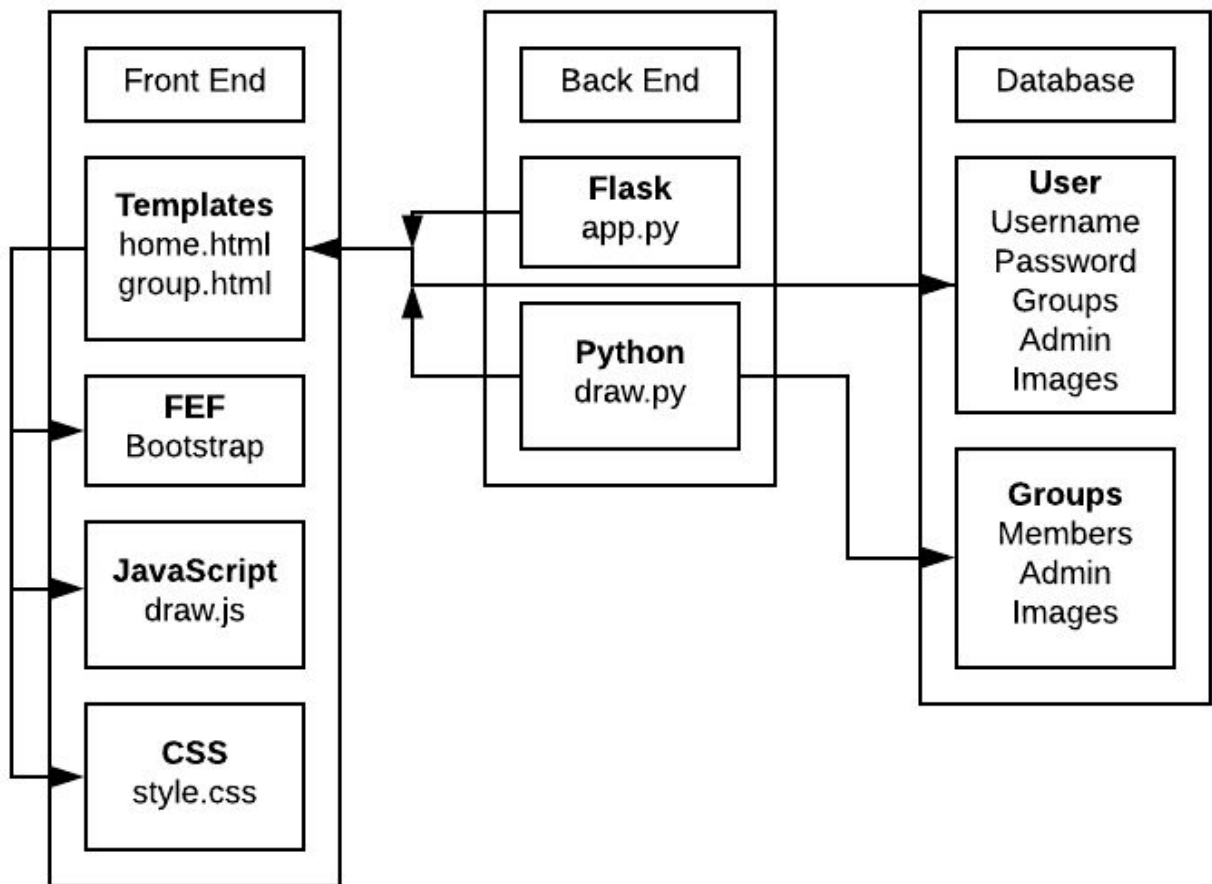 Front End
Templates
home.html
group.html
FEF
Bootstrap
JavaScript
draw.js
CSS
style.css
Back End
Flask
app.py
Python
draw.py
Database
User
Username
Password
Groups
Admin
Images
Groups
Members
Admin
Images